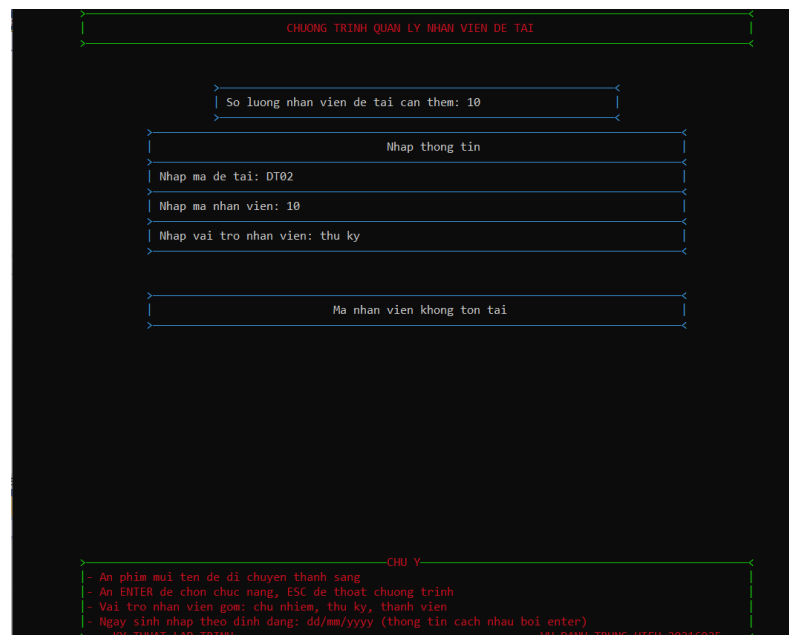 CHUONG TRINH QUAN LY NHAN VIEN DE TAI
So luong nhan vien de tai can them: 10
Nhap thong tin
Nhap ma de tai: DT02
Nhap ma nhan vien: 10
Nhap vai tro nhan vien: thu ky
Ma nhan vien khong ton tai
CHU Y
- An phim mui ten de di chuyen thanh sang
- An ENTER de chon chuc nang, ESC de thoat chuong trinh
- Vai tro nhan vien gom: chu nhiem, thu ky, thanh vien
- Ngay sinh nhap theo dinh dang: dd/mm/yyyy (thong tin cach nhau boi enter)
KY THUAT LAP TRINH